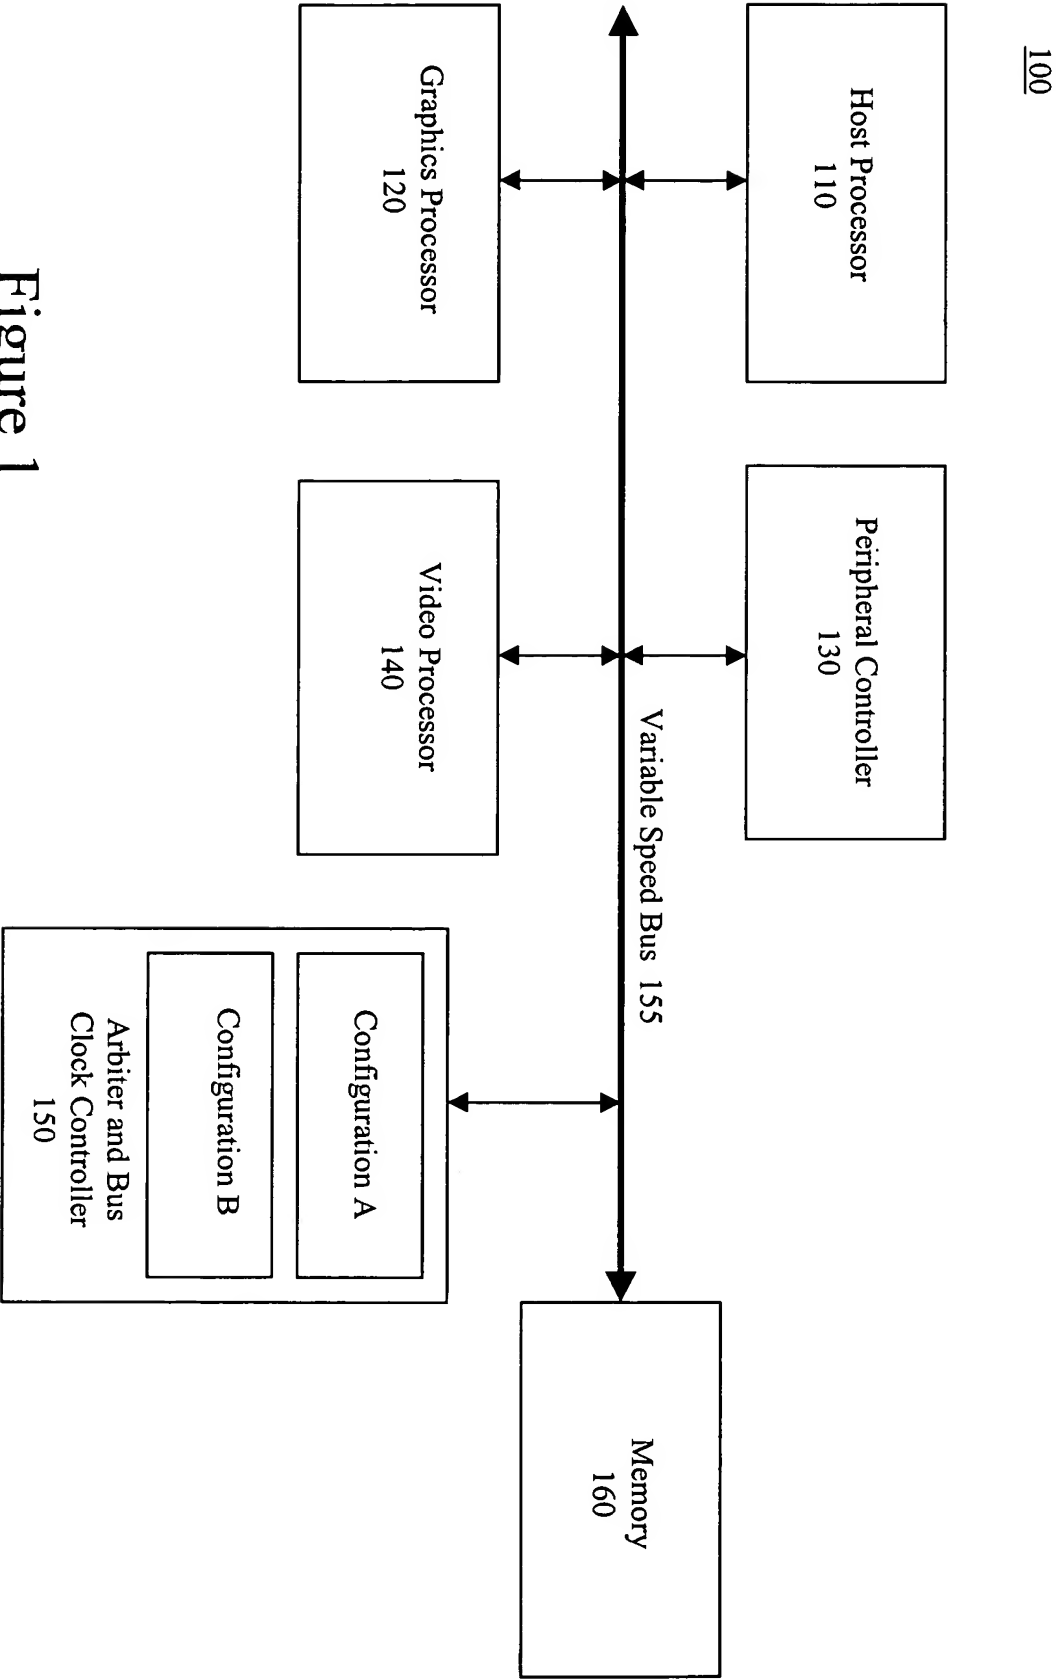 100
Host Processor
110
Peripheral Controller
130
Variable Speed Bus 155
Memory
160
Graphics Processor
120
Video Processor
140
Configuration A
Configuration B
Arbiter and Bus
Clock Controller
150
Figure 1